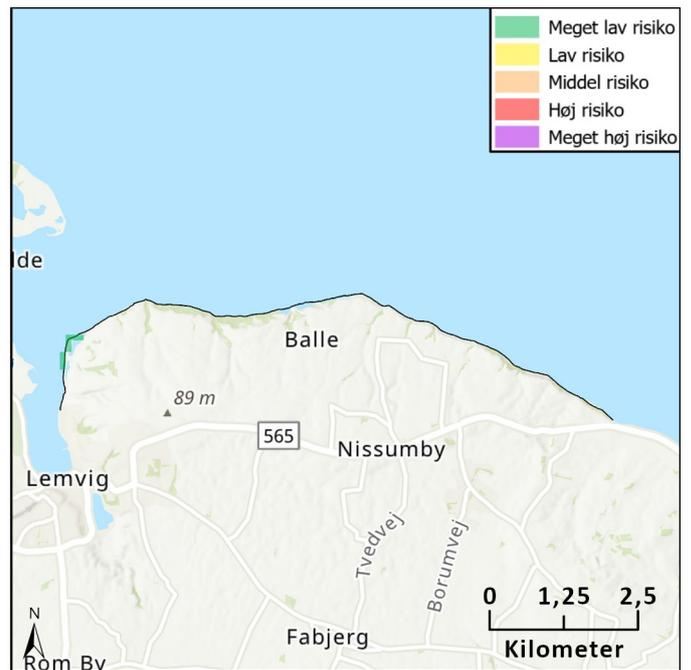 Meget lav risiko
Lav risiko
Middel risiko
Høj risiko
Meget høj risiko
lde
Balle
89 m
565
Nissumby
Lemvig
Tvedvej
Borumvej
0 1,25 2,5
Kilometer
N
Fabjerg
Rom By